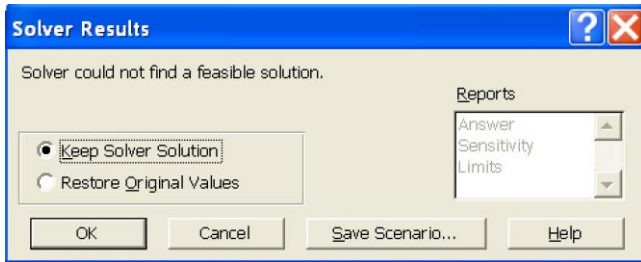 Solver Results
?
Solver could not find a feasible solution.
Reports
Answer
Sensitivity
Limits
Keep Solver Solution
Restore Original Values
OK Cancel Save Scenario... Help